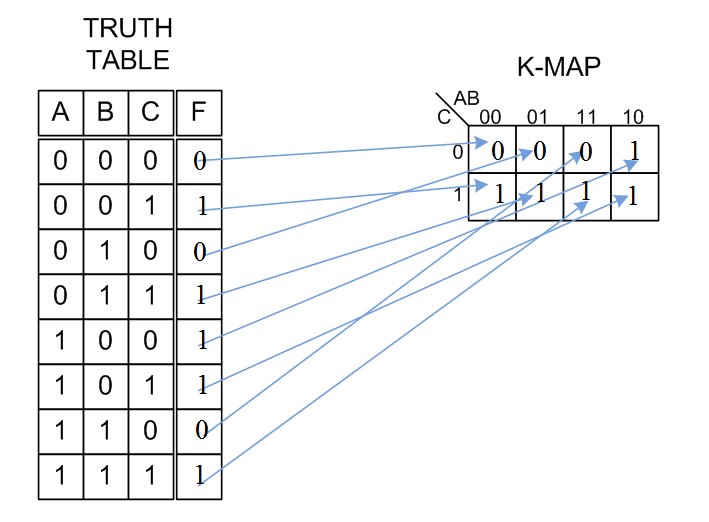 TRUTH
TABLE
A B C F
0 0 0 0
0 0 1 1
0 1 0 0
0 1 1 1
1 0 0 1
1 0 1 1
1 1 0 0
1 1 1 1
K-MAP
AB
C 00 01 11 10
0 0 0 0 1
1 1 1 1 1